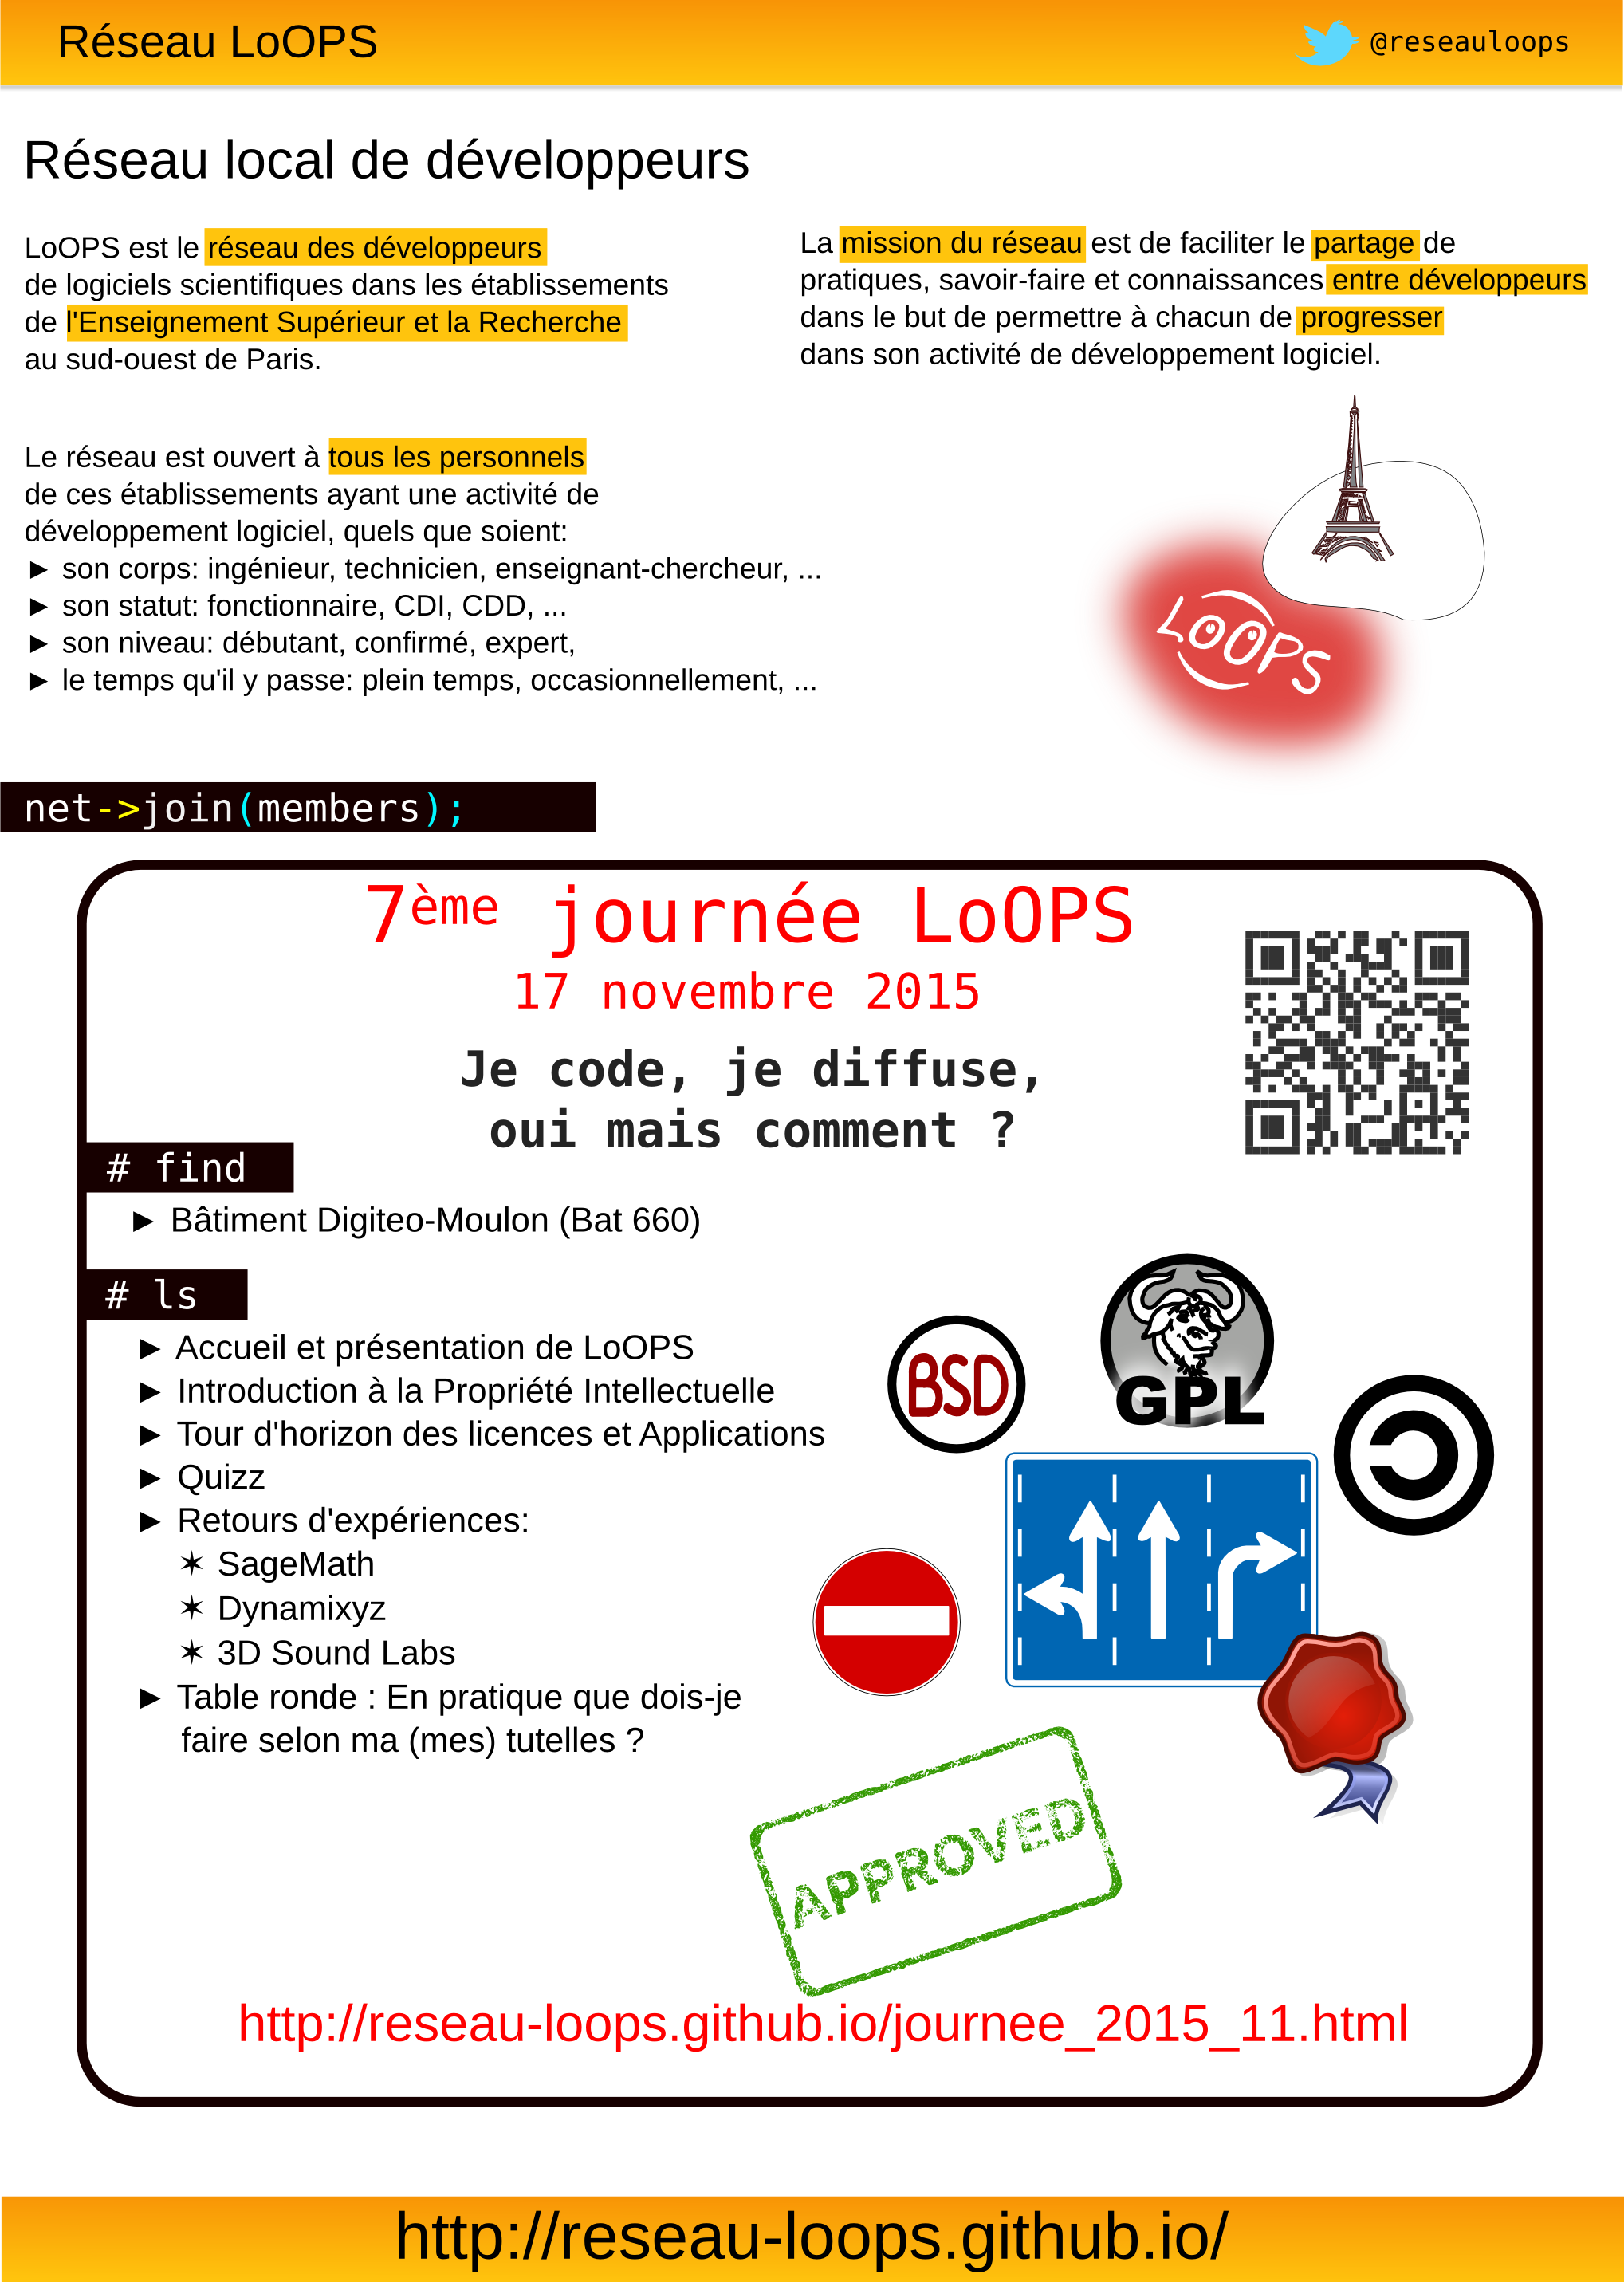 Réseau LoOPS
@reseauloops
Réseau local de développeurs
LoOPS est le réseau des développeurs
de logiciels scientifiques dans les établissements
de l'Enseignement Supérieur et la Recherche
au sud-ouest de Paris.
La mission du réseau est de faciliter le partage de
pratiques, savoir-faire et connaissances entre développeurs
dans le but de permettre à chacun de progresser
dans son activité de développement logiciel.
Le réseau est ouvert à tous les personnels
de ces établissements ayant une activité de
développement logiciel, quels que soient:
► son corps: ingénieur, technicien, enseignant-chercheur, ...
► son statut: fonctionnaire, CDI, CDD, ...
► son niveau: débutant, confirmé, expert,
► le temps qu'il y passe: plein temps, occasionnellement, ...
LoOPS
net->join(members);
7ème journée LoOPS
17 novembre 2015
Je code, je diffuse,
oui mais comment ?
# find
► Bâtiment Digiteo-Moulon (Bat 660)
# ls
► Accueil et présentation de LoOPS
► Introduction à la Propriété Intellectuelle
► Tour d'horizon des licences et Applications
► Quizz
► Retours d'expériences:
✶ SageMath
✶ Dynamixyz
✶ 3D Sound Labs
► Table ronde : En pratique que dois-je
faire selon ma (mes) tutelles ?
BSD
GPL
APPROVED
http://reseau-loops.github.io/journee_2015_11.html
http://reseau-loops.github.io/